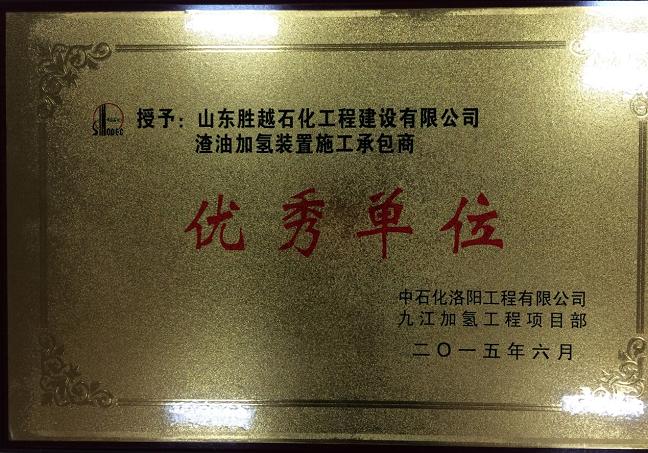 SINOPEC
授予：山东胜越石化工程建设有限公司
渣油加氢装置施工承包商
优秀单位
中石化洛阳工程有限公司
九江加氢工程项目部
二〇一五年六月